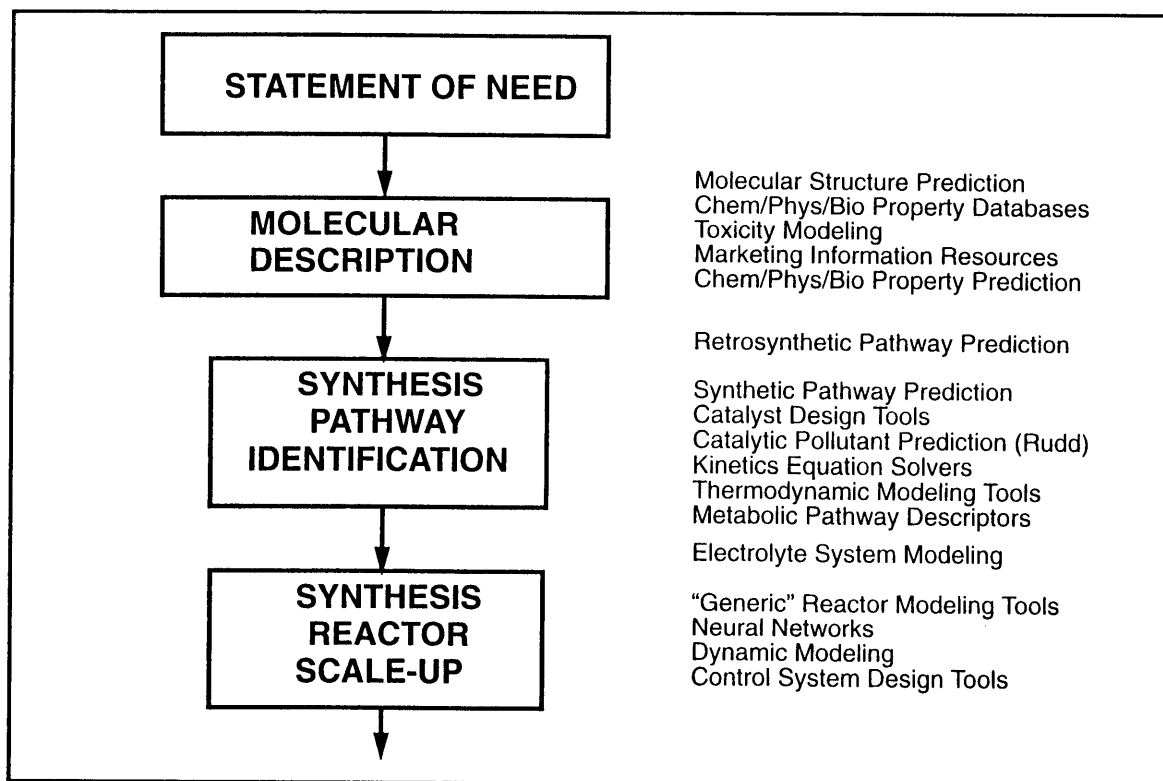 STATEMENT OF NEED
MOLECULAR
DESCRIPTION
Molecular Structure Prediction
Chem/Phys/Bio Property Databases
Toxicity Modeling
Marketing Information Resources
Chem/Phys/Bio Property Prediction
SYNTHESIS
PATHWAY
IDENTIFICATION
Retrosynthetic Pathway Prediction
Synthetic Pathway Prediction
Catalyst Design Tools
Catalytic Pollutant Prediction (Rudd)
Kinetics Equation Solvers
Thermodynamic Modeling Tools
Metabolic Pathway Descriptors
Electrolyte System Modeling
SYNTHESIS
REACTOR
SCALE-UP
“Generic” Reactor Modeling Tools
Neural Networks
Dynamic Modeling
Control System Design Tools